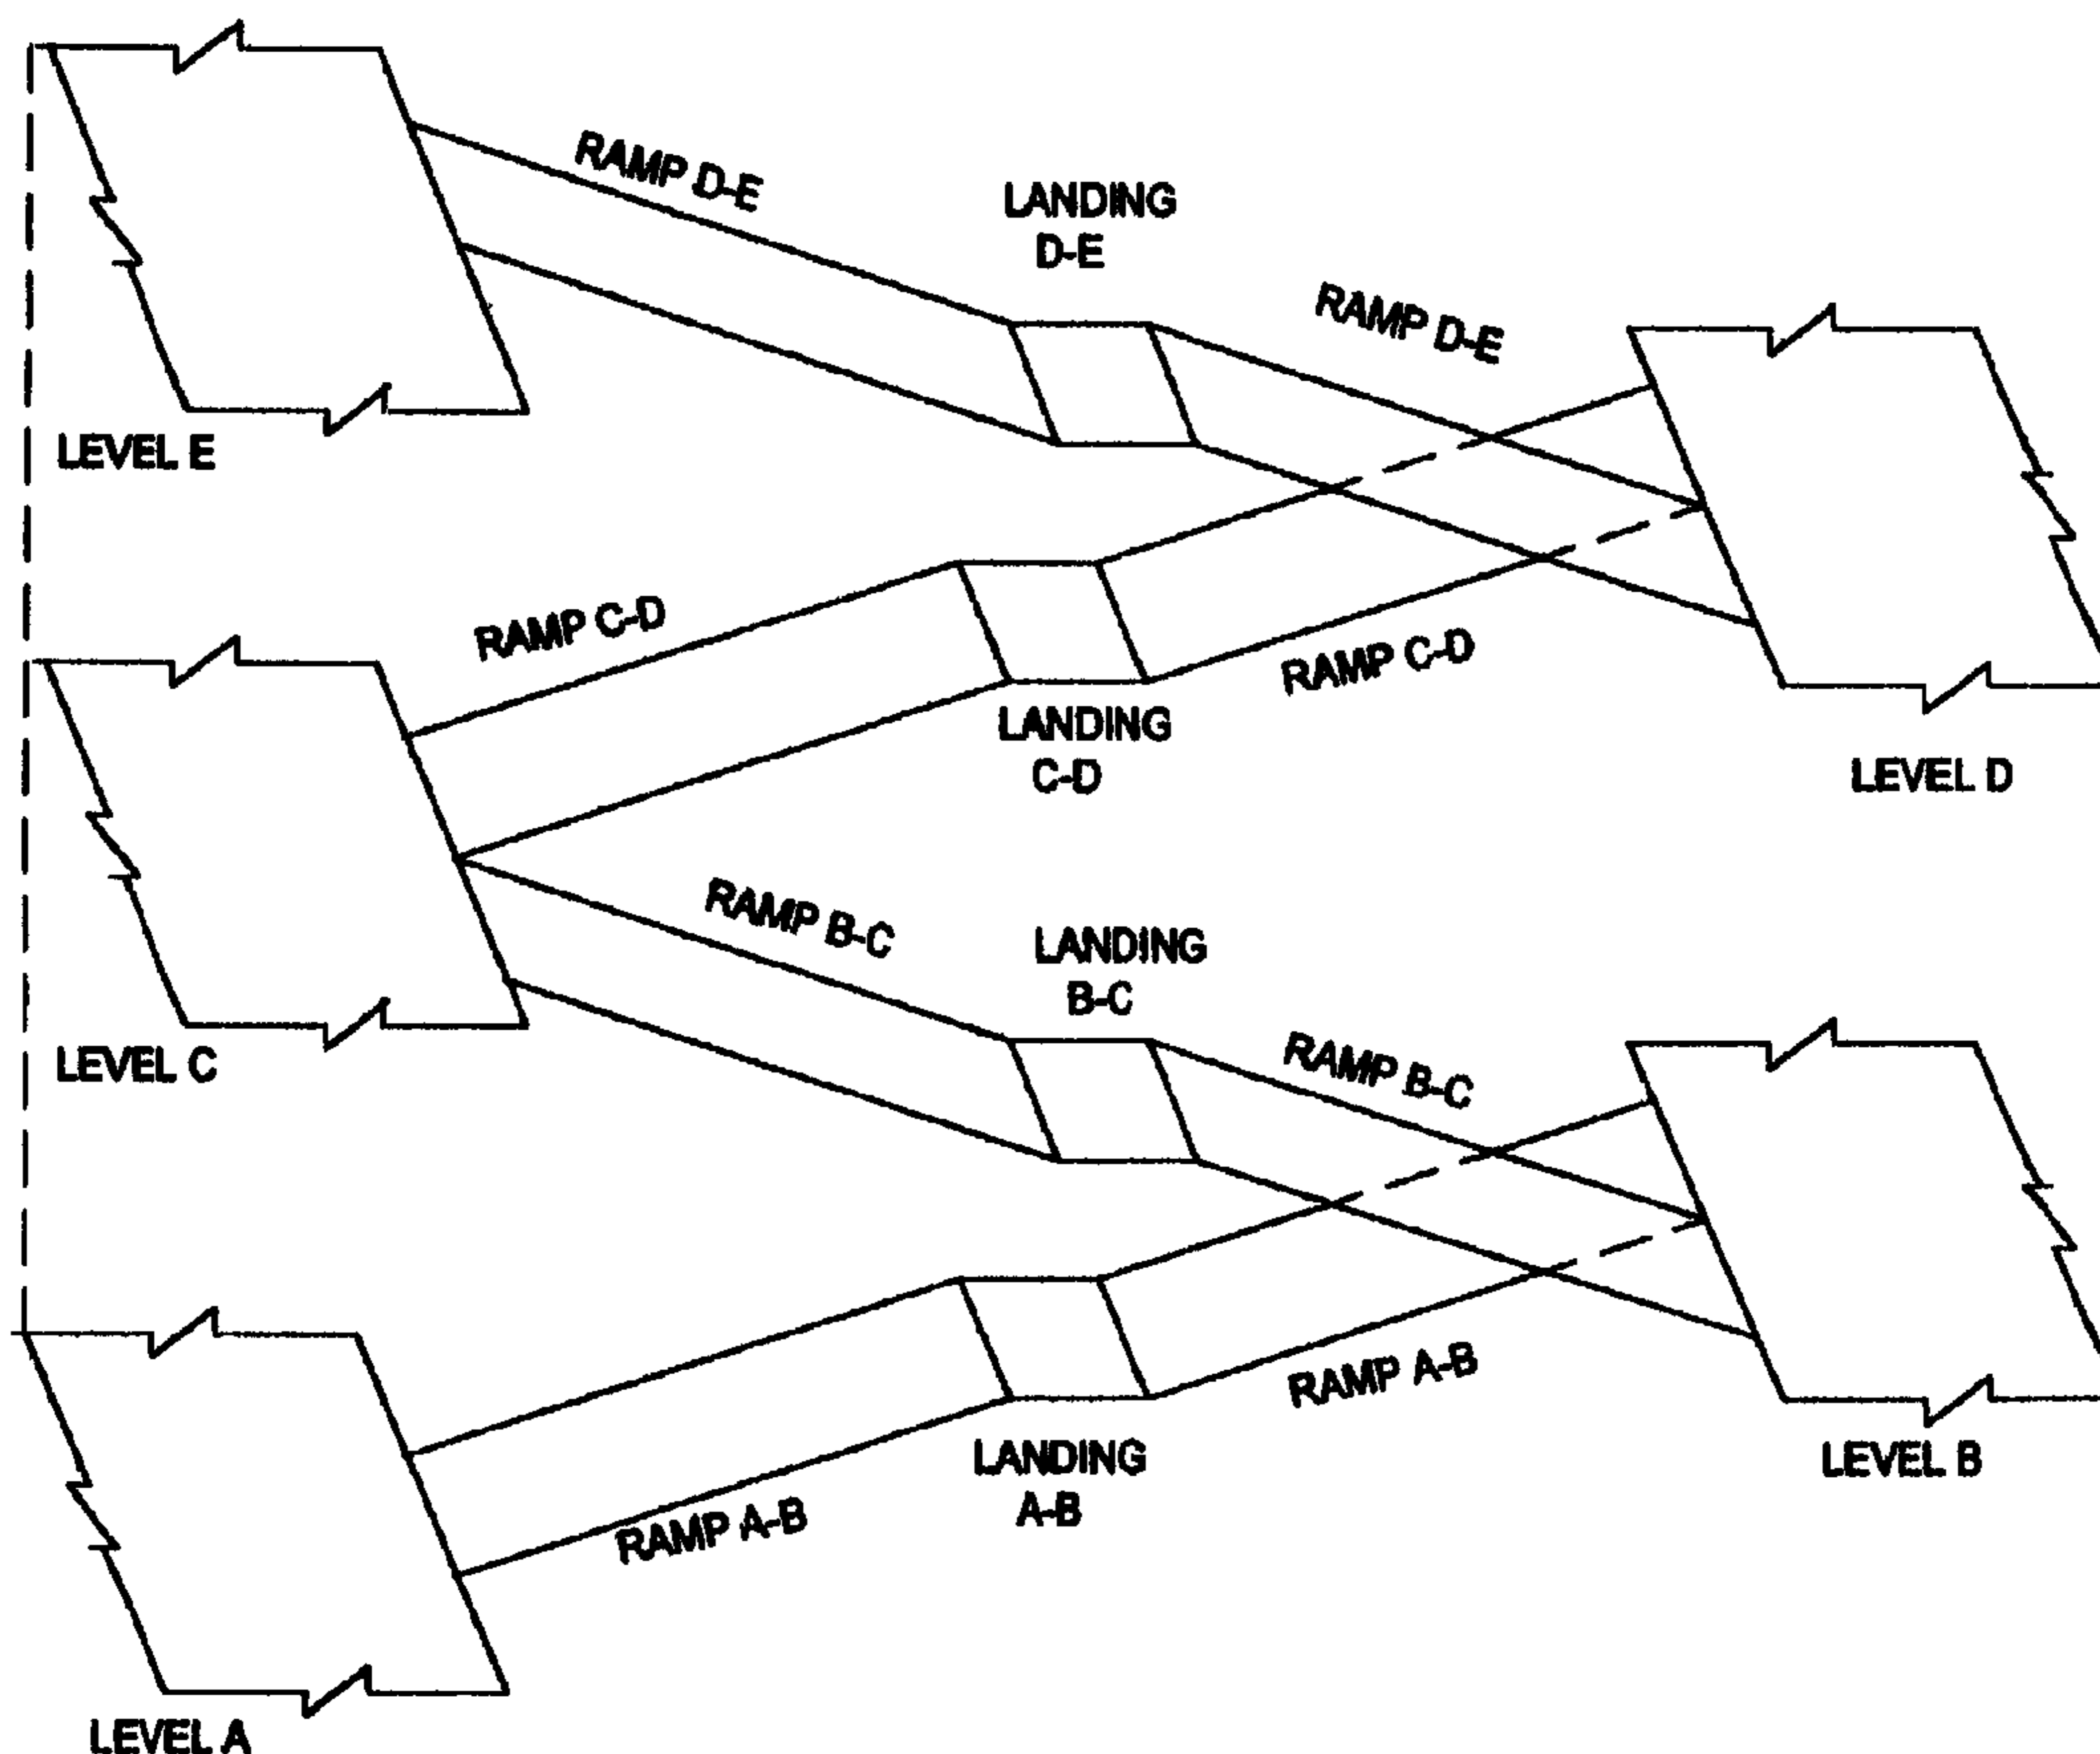 RAMP D-E
LANDING
D-E
RAMP D-E
LEVEL E
RAMP C-D
RAMP C-D
LANDING
C-D
LEVEL D
RAMP B-C
LANDING
B-C
RAMP B-C
LEVEL C
RAMP A-B
LANDING
A-B
LEVEL B
RAMP A-B
LEVEL A